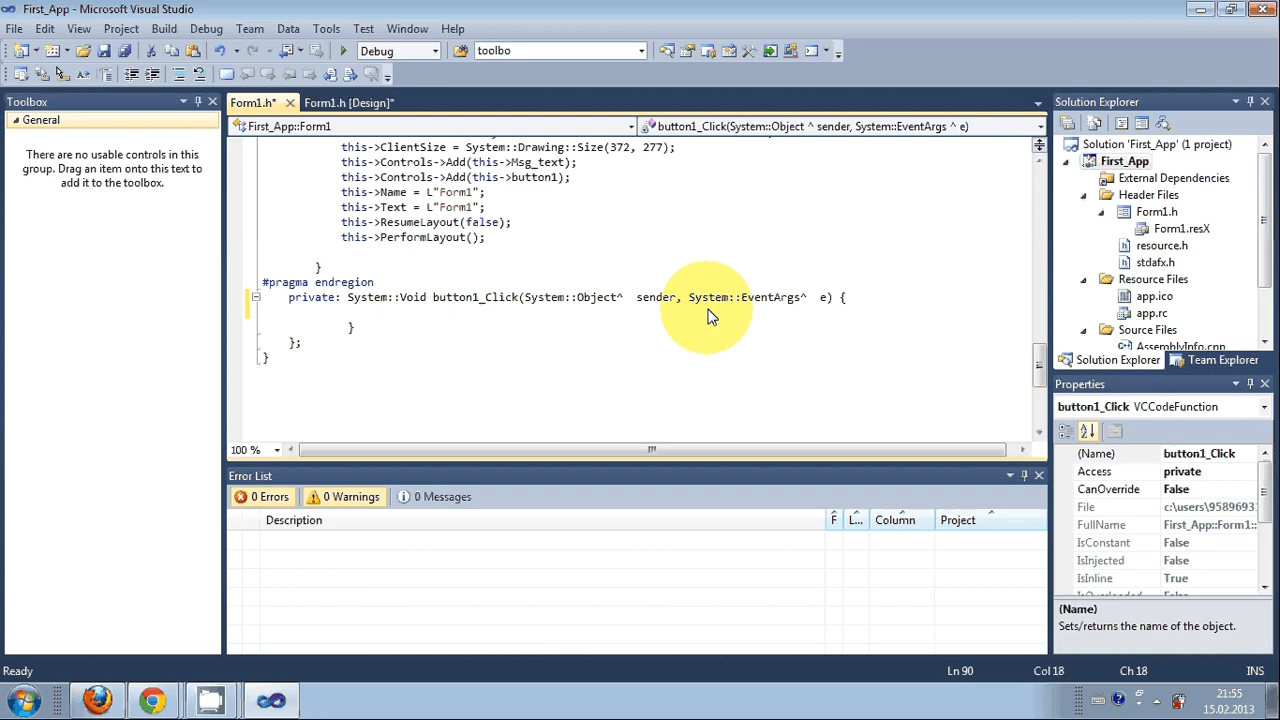 First_App - Microsoft Visual Studio
File Edit View Project Build Debug Team Data Tools Test Window Help
Debug toolbo
Toolbox
General
There are no usable controls in this
group. Drag an item onto this text to
add it to the toolbox.
Form1.h* Form1.h [Design]*
First_App::Form1 button1_Click(System::Object ^ sender, System::EventArgs ^ e)
this->ClientSize = System::Drawing::Size(372, 277);
this->Controls->Add(this->Msg_text);
this->Controls->Add(this->button1);
this->Name = L"Form1";
this->Text = L"Form1";
this->ResumeLayout(false);
this->PerformLayout();
}
#pragma endregion
private: System::Void button1_Click(System::Object^ sender, System::EventArgs^ e) {
}
};
}
100 %
Error List
0 Errors 0 Warnings 0 Messages
Description F L... Column Project
Solution Explorer
Solution 'First_App' (1 project)
First_App
External Dependencies
Header Files
Form1.h
Form1.resX
resource.h
stdafx.h
Resource Files
app.ico
app.rc
Source Files
AssemblyInfo.cpp
Solution Explorer Team Explorer
Properties
button1_Click VCCodeFunction
(Name) button1_Click
Access private
CanOverride False
File c:\users\9589693
FullName First_App::Form1::
IsConstant False
IsInjected False
IsInline True
IsOverloaded False
(Name)
Sets/returns the name of the object.
Ready Ln 90 Col 18 Ch 18 INS
21:55
15.02.2013